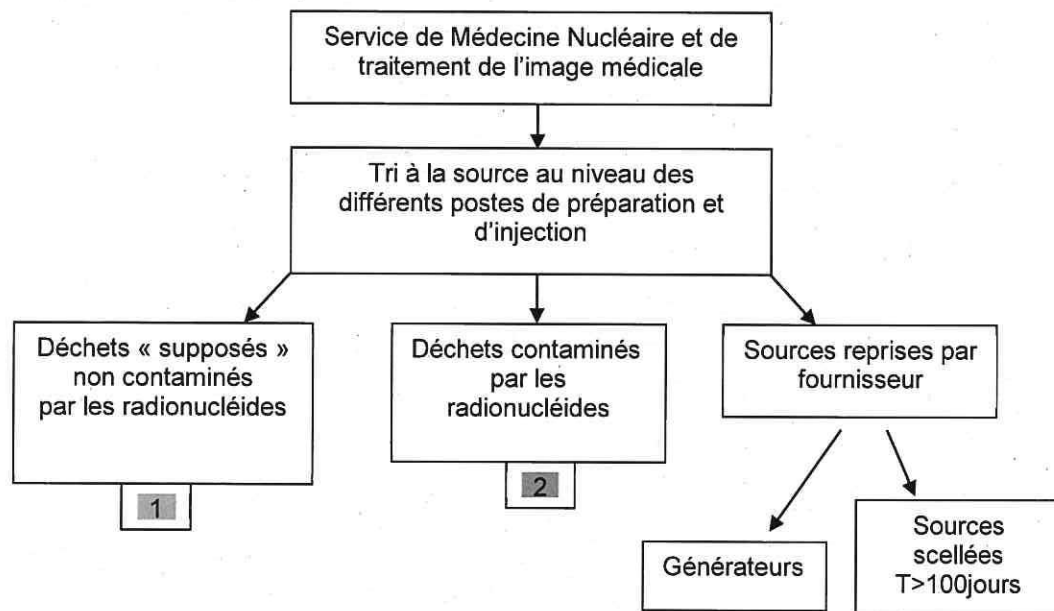 Service de Médecine Nucléaire et de
traitement de l'image médicale
Tri à la source au niveau des
différents postes de préparation et
d'injection
Déchets « supposés »
non contaminés
par les radionucléides
1
Déchets contaminés
par les
radionucléides
2
Sources reprises par
fournisseur
Générateurs
Sources
scellées
T>100jours